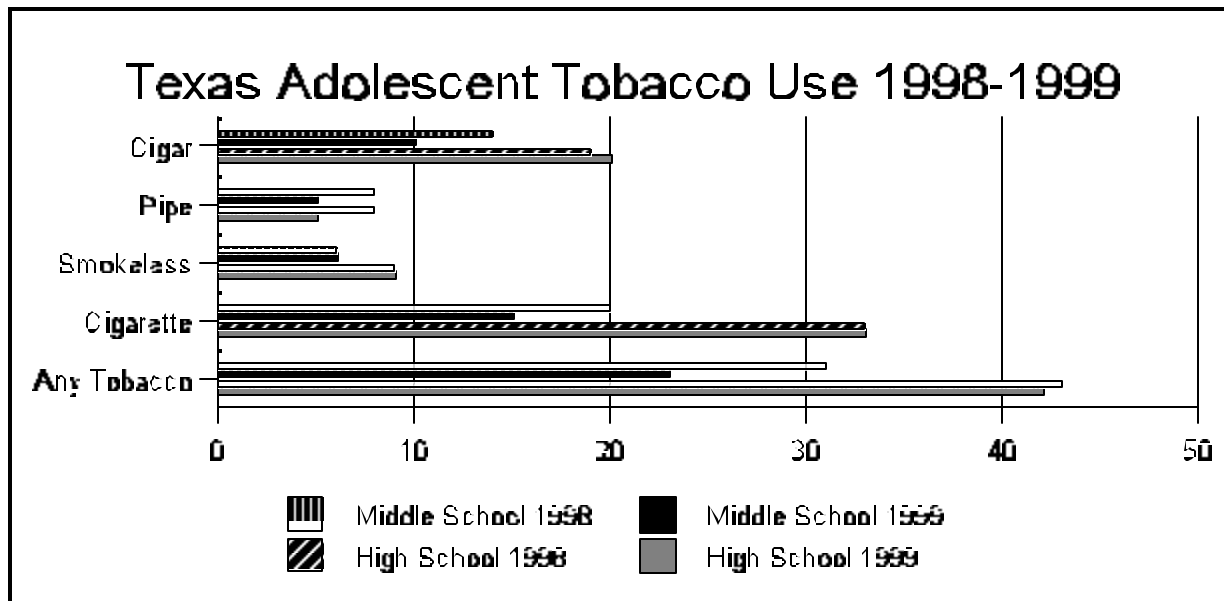 Texas Adolescent Tobacco Use 1998-1999
Cigar
Pipe
Smokeless
Cigarette
Any Tobacco
0 10 20 30 40 50
Middle School 1998 Middle School 1999
High School 1998 High School 1999